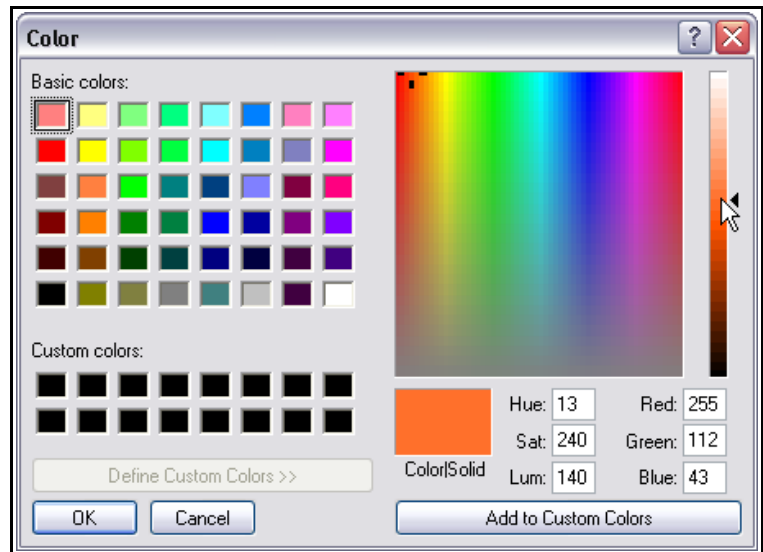 Color
?
Basic colors:
Custom colors:
Define Custom Colors >>
OK
Cancel
Color|Solid
Hue: 13
Sat: 240
Lum: 140
Red: 255
Green: 112
Blue: 43
Add to Custom Colors